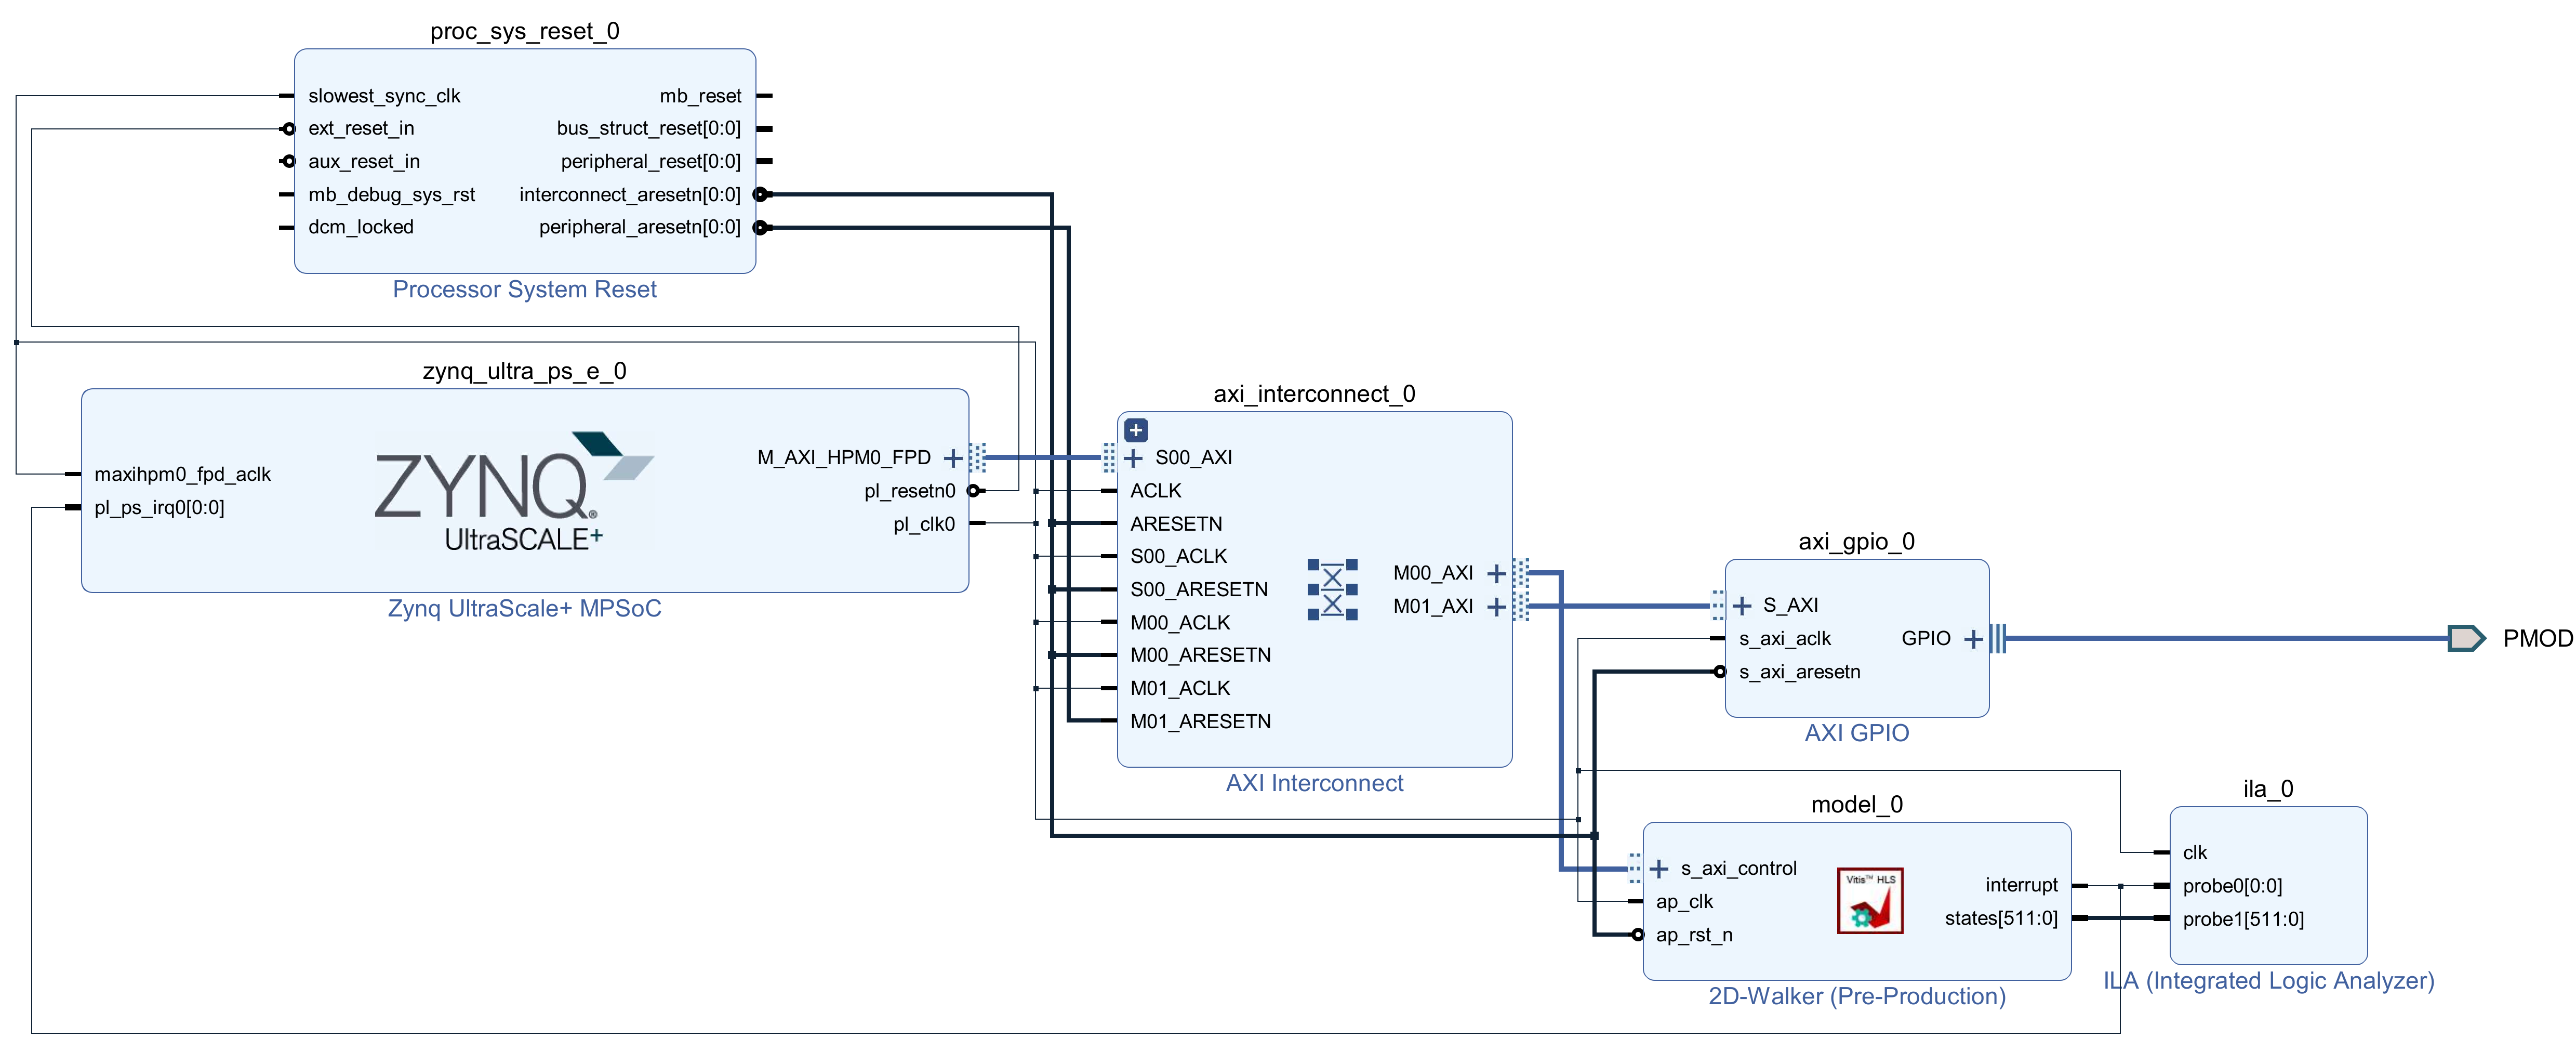 proc_sys_reset_0
slowest_sync_clk
ext_reset_in
aux_reset_in
mb_debug_sys_rst
dcm_locked
mb_reset
bus_struct_reset[0:0]
peripheral_reset[0:0]
interconnect_aresetn[0:0]
peripheral_aresetn[0:0]
Processor System Reset
zynq_ultra_ps_e_0
maxihpm0_fpd_aclk
pl_ps_irq0[0:0]
ZYNQ®
UltraSCALE+
M_AXI_HPM0_FPD
pl_resetn0
pl_clk0
Zynq UltraScale+ MPSoC
axi_interconnect_0
S00_AXI
ACLK
ARESETN
S00_ACLK
S00_ARESETN
M00_ACLK
M00_ARESETN
M01_ACLK
M01_ARESETN
M00_AXI
M01_AXI
AXI Interconnect
axi_gpio_0
S_AXI
s_axi_aclk
s_axi_aresetn
GPIO
AXI GPIO
PMOD
model_0
s_axi_control
ap_clk
ap_rst_n
Vitis™ HLS
interrupt
states[511:0]
2D-Walker (Pre-Production)
ila_0
clk
probe0[0:0]
probe1[511:0]
ILA (Integrated Logic Analyzer)